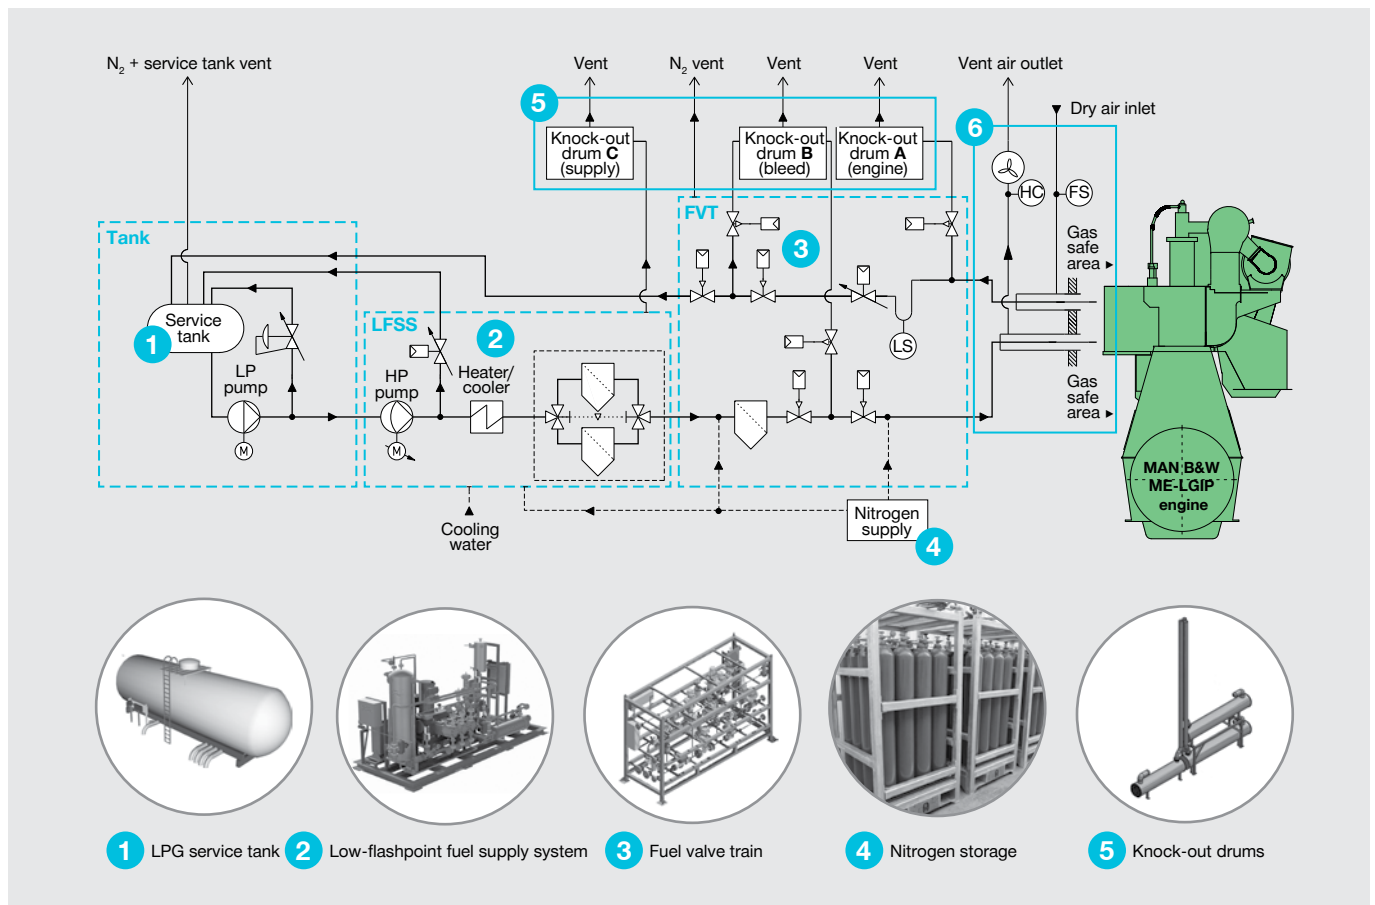 N2 + service tank vent
Vent
N2 vent
Vent
Vent
Vent air outlet
Dry air inlet
5
6
Knock-out
drum C
(supply)
Knock-out
drum B
(bleed)
Knock-out
drum A
(engine)
HC
FS
FVT
3
Tank
Gas
safe
area
LFSS
2
Service
tank
1
LS
LP
pump
HP
pump
Heater/
cooler
Gas
safe
area
M
M
MAN B&W
ME-LGIP
engine
Cooling
water
Nitrogen
supply
4
1 LPG service tank
2 Low-flashpoint fuel supply system
3 Fuel valve train
4 Nitrogen storage
5 Knock-out drums